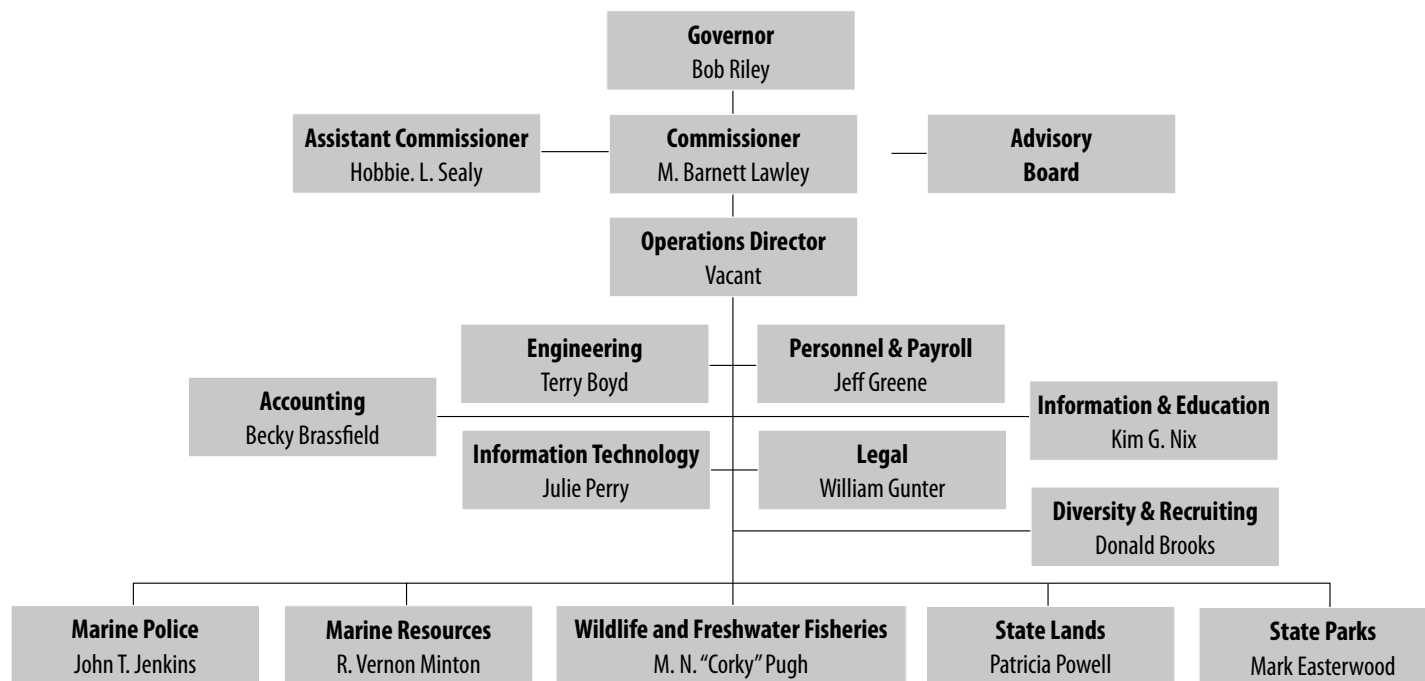 Governor
Bob Riley
Assistant Commissioner
Hobbie. L. Sealy
Commissioner
M. Barnett Lawley
Advisory
Board
Operations Director
Vacant
Engineering
Terry Boyd
Personnel & Payroll
Jeff Greene
Accounting
Becky Brassfield
Information & Education
Kim G. Nix
Information Technology
Julie Perry
Legal
William Gunter
Diversity & Recruiting
Donald Brooks
Marine Police
John T. Jenkins
Marine Resources
R. Vernon Minton
Wildlife and Freshwater Fisheries
M. N. “Corky” Pugh
State Lands
Patricia Powell
State Parks
Mark Easterwood